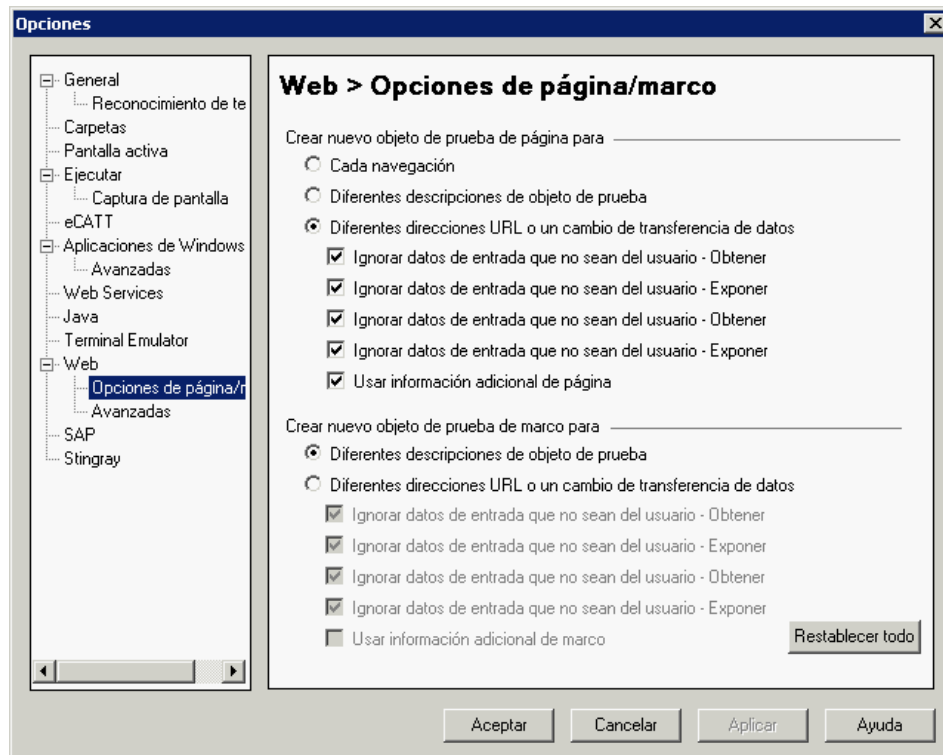 Opciones
General
Reconocimiento de te
Carpetas
Pantalla activa
Ejecutar
Captura de pantalla
eCATT
Aplicaciones de Windows
Avanzadas
Web Services
Java
Terminal Emulator
Web
Opciones de página/r
Avanzadas
SAP
Stingray
Web > Opciones de página/marco
Crear nuevo objeto de prueba de página para
Cada navegación
Diferentes descripciones de objeto de prueba
Diferentes direcciones URL o un cambio de transferencia de datos
Ignorar datos de entrada que no sean del usuario - Obtener
Ignorar datos de entrada que no sean del usuario - Exponer
Ignorar datos de entrada que no sean del usuario - Obtener
Ignorar datos de entrada que no sean del usuario - Exponer
Usar información adicional de página
Crear nuevo objeto de prueba de marco para
Diferentes descripciones de objeto de prueba
Diferentes direcciones URL o un cambio de transferencia de datos
Ignorar datos de entrada que no sean del usuario - Obtener
Ignorar datos de entrada que no sean del usuario - Exponer
Ignorar datos de entrada que no sean del usuario - Obtener
Ignorar datos de entrada que no sean del usuario - Exponer
Usar información adicional de marco
Restablecer todo
Aceptar
Cancelar
Aplicar
Ayuda